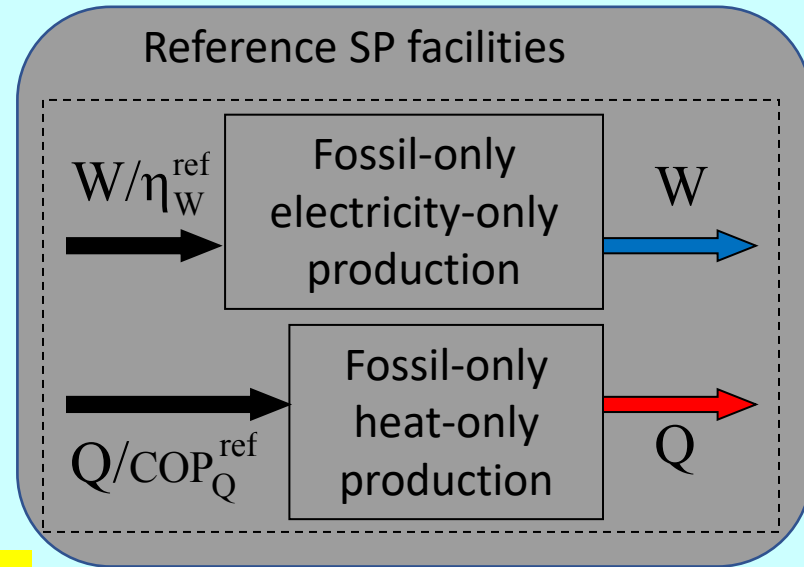 Reference SP facilities
W/η_W^ref
Fossil-only
electricity-only
production
W
Q/COP_Q^ref
Fossil-only
heat-only
production
Q